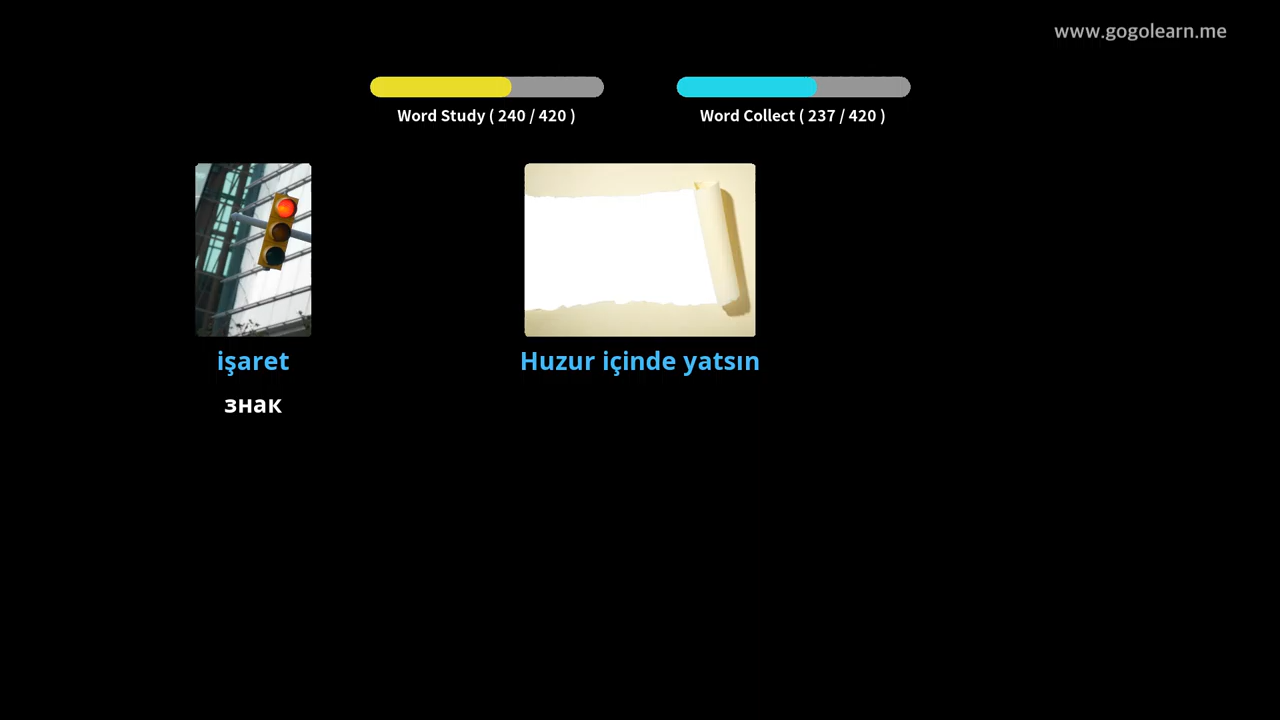 www.gogolearn.me
Word Study ( 240 / 420 )
Word Collect ( 237 / 420 )
işaret
Huzur içinde yatsın
знак